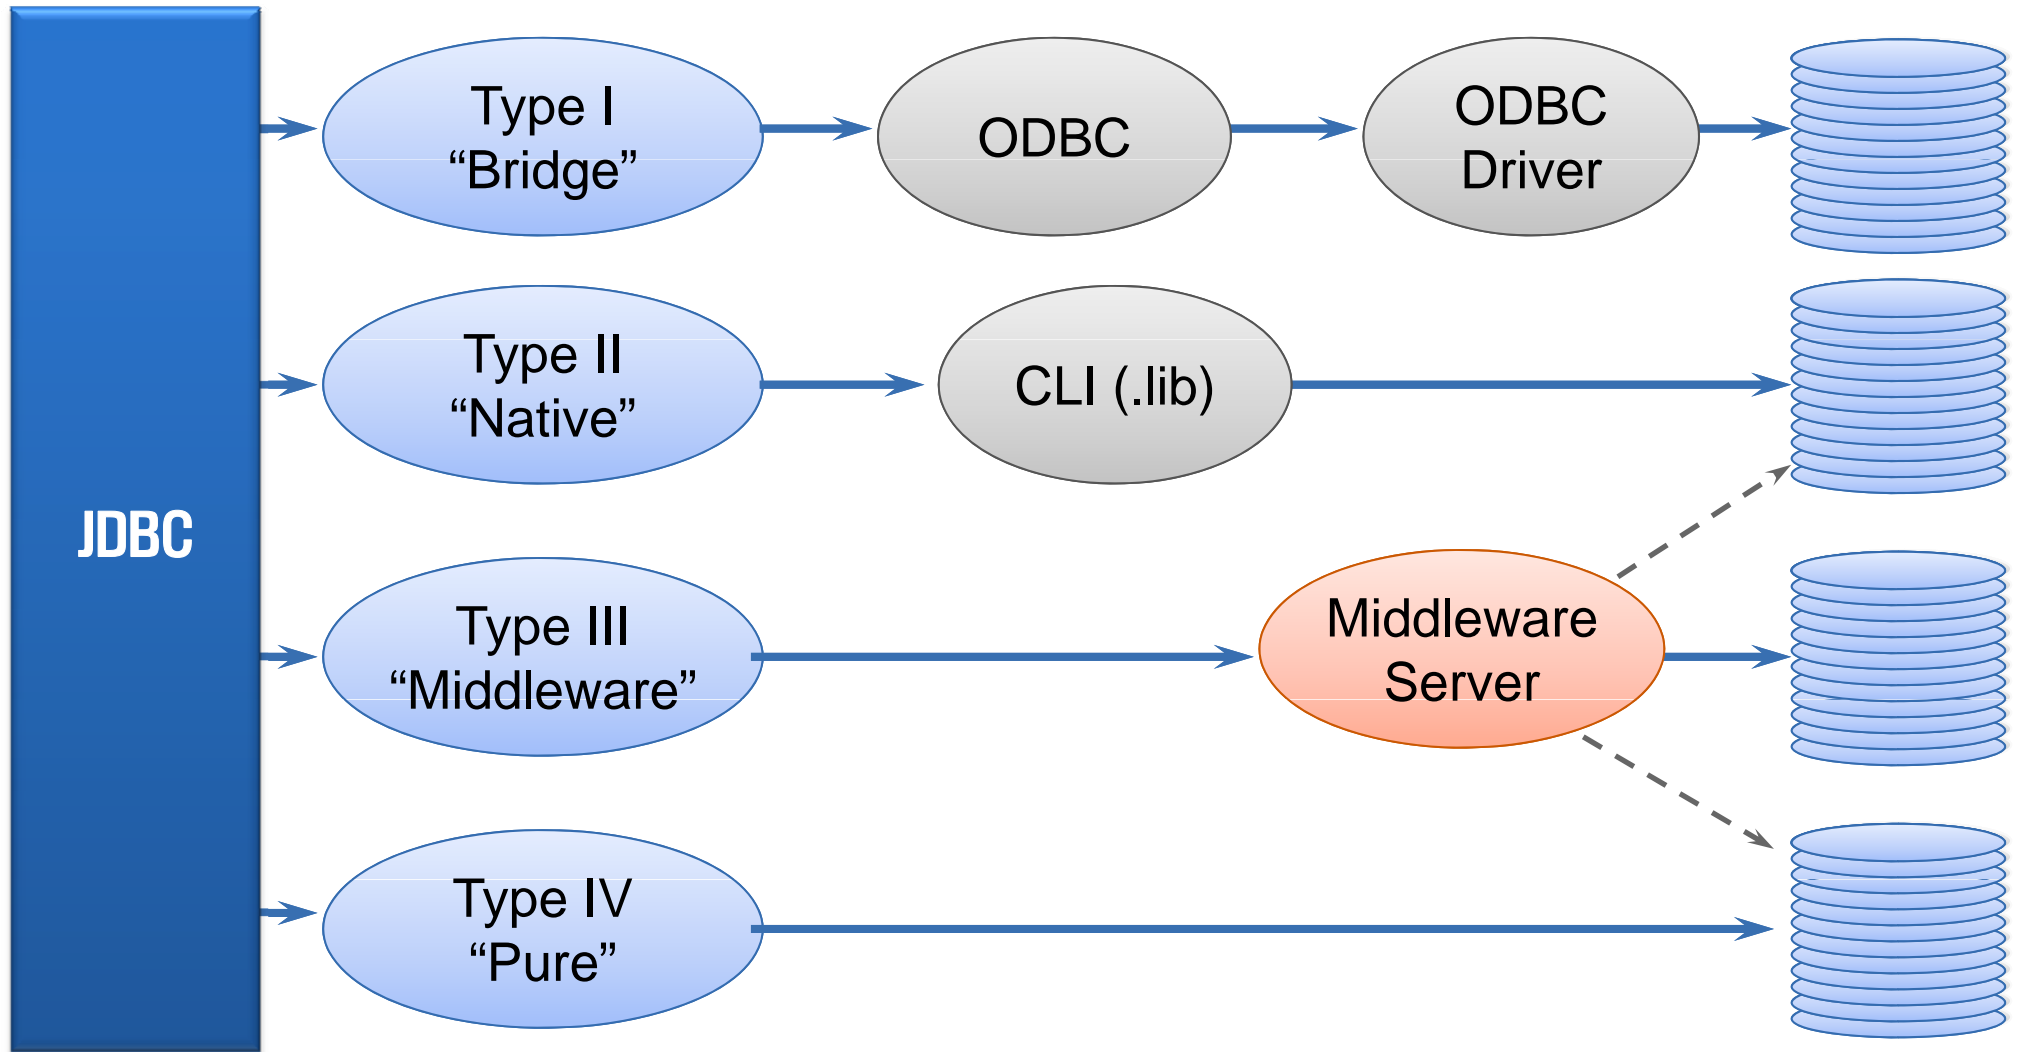 Type I
“Bridge”
ODBC
ODBC
Driver
Type II
“Native”
CLI (.lib)
JDBC
Type III
“Middleware”
Middleware
Server
Type IV
“Pure”